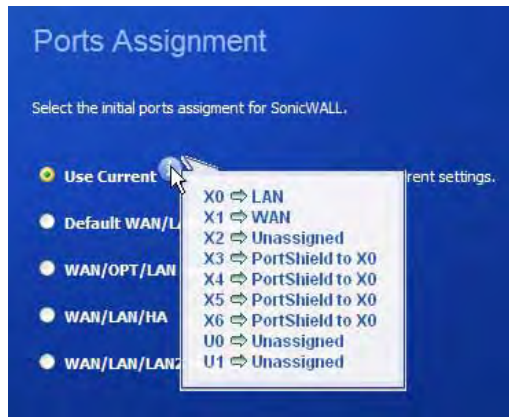 Ports Assignment
Select the initial ports assigment for SonicWALL.
Use Current
rent settings.
X0 ⇒ LAN
X1 ⇒ WAN
Default WAN/L
X2 ⇒ Unassigned
X3 ⇒ PortShield to X0
WAN/OPT/LAN
X4 ⇒ PortShield to X0
X5 ⇒ PortShield to X0
WAN/LAN/HA
X6 ⇒ PortShield to X0
U0 ⇒ Unassigned
WAN/LAN/LAN2
U1 ⇒ Unassigned